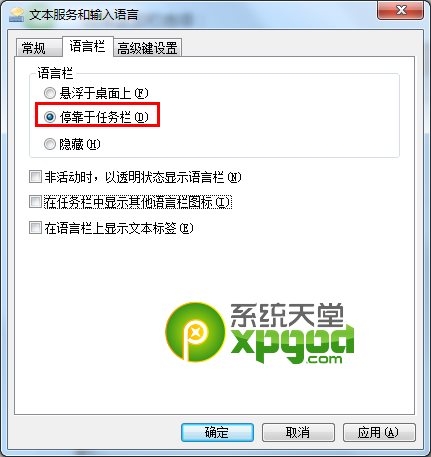 文本服务和输入语言
常规 语言栏 高级键设置
语言栏
悬浮于桌面上(F)
停靠于任务栏(D)
隐藏(H)
非活动时，以透明状态显示语言栏(N)
在任务栏中显示其他语言栏图标(I)
在语言栏上显示文本标签(E)
系统天堂
xpgod.com
确定 取消 应用(A)